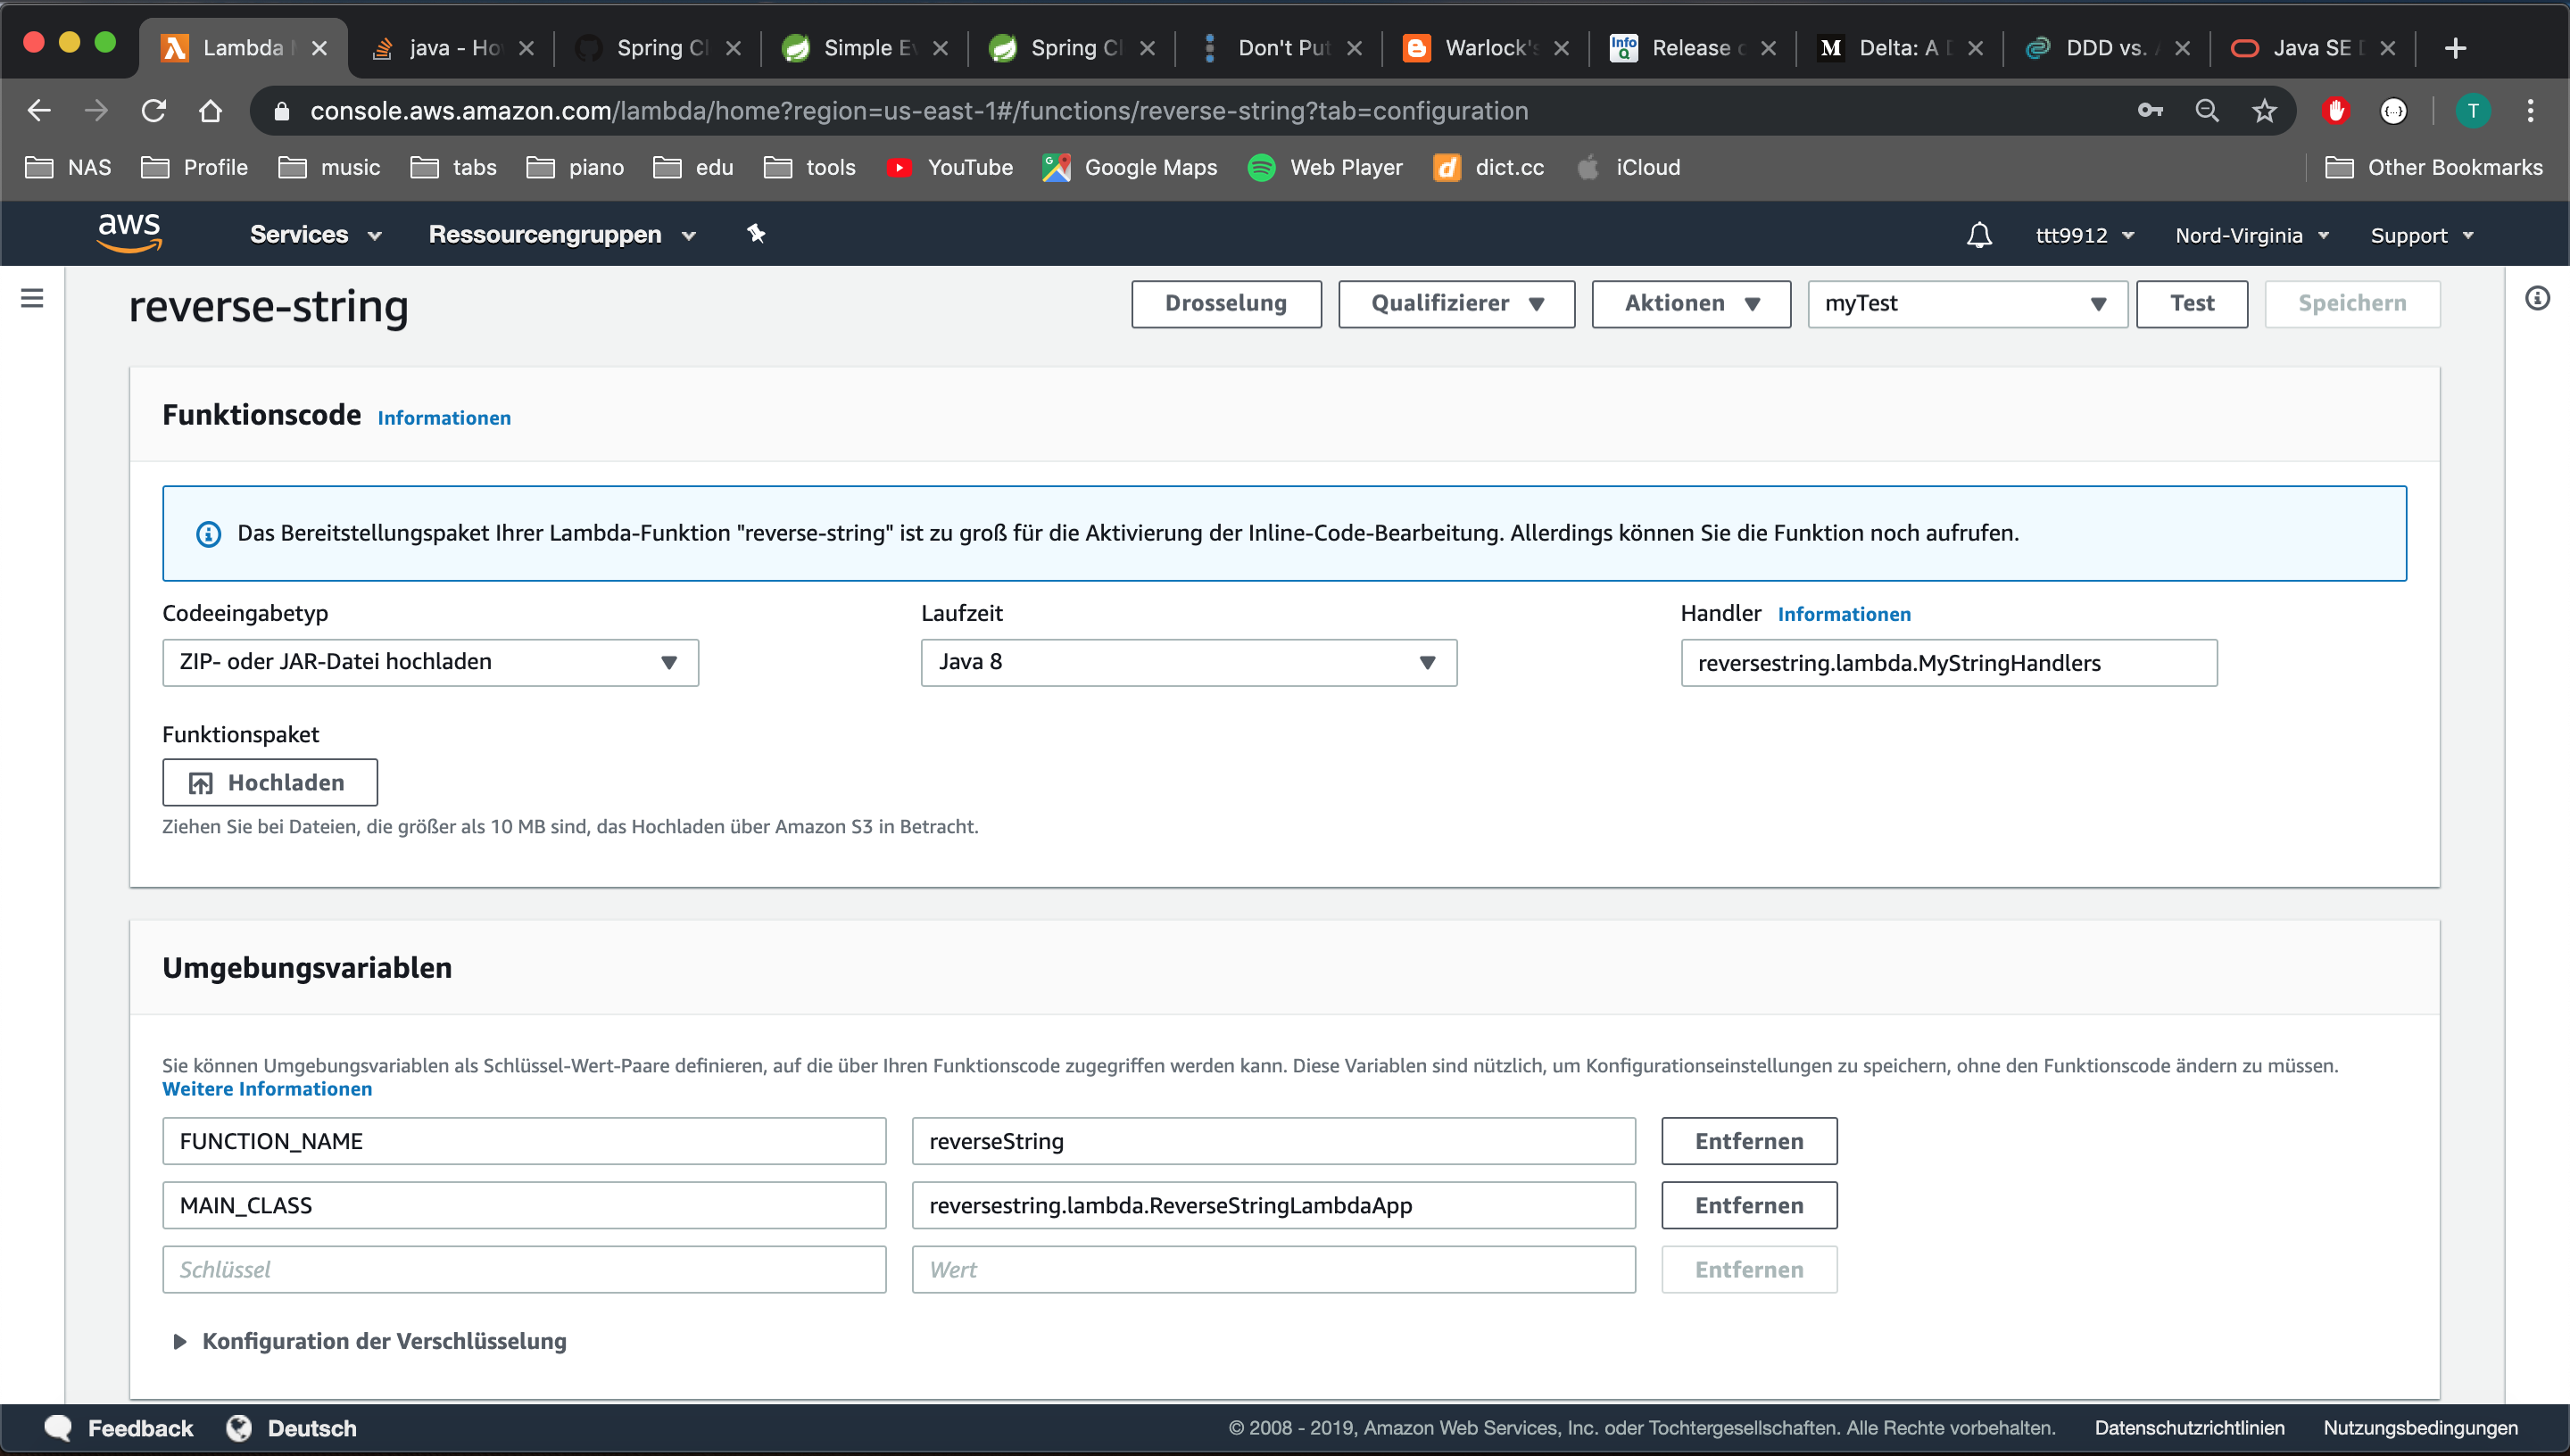 Lambda
java - Ho
Spring Cl
Simple Ev
Spring Cl
Don't Put
Warlock's
Info Q
Release
M
Delta: A
DDD vs.
Java SE
console.aws.amazon.com/lambda/home?region=us-east-1#/functions/reverse-string?tab=configuration
T
NAS
Profile
music
tabs
piano
edu
tools
YouTube
Google Maps
Web Player
dict.cc
iCloud
Other Bookmarks
aws
Services
Ressourcengruppen
ttt9912
Nord-Virginia
Support
reverse-string
Drosselung
Qualifizierer
Aktionen
myTest
Test
Speichern
Funktionscode Informationen
Das Bereitstellungspaket Ihrer Lambda-Funktion "reverse-string" ist zu groß für die Aktivierung der Inline-Code-Bearbeitung. Allerdings können Sie die Funktion noch aufrufen.
Codeeingabetyp
Laufzeit
Handler Informationen
ZIP- oder JAR-Datei hochladen
Java 8
reversestring.lambda.MyStringHandlers
Funktionspaket
Hochladen
Ziehen Sie bei Dateien, die größer als 10 MB sind, das Hochladen über Amazon S3 in Betracht.
Umgebungsvariablen
Sie können Umgebungsvariablen als Schlüssel-Wert-Paare definieren, auf die über Ihren Funktionscode zugegriffen werden kann. Diese Variablen sind nützlich, um Konfigurationseinstellungen zu speichern, ohne den Funktionscode ändern zu müssen.
Weitere Informationen
FUNCTION_NAME
reverseString
Entfernen
MAIN_CLASS
reversestring.lambda.ReverseStringLambdaApp
Entfernen
Schlüssel
Wert
Entfernen
Konfiguration der Verschlüsselung
Feedback
Deutsch
© 2008 - 2019, Amazon Web Services, Inc. oder Tochtergesellschaften. Alle Rechte vorbehalten.
Datenschutzrichtlinien
Nutzungsbedingungen